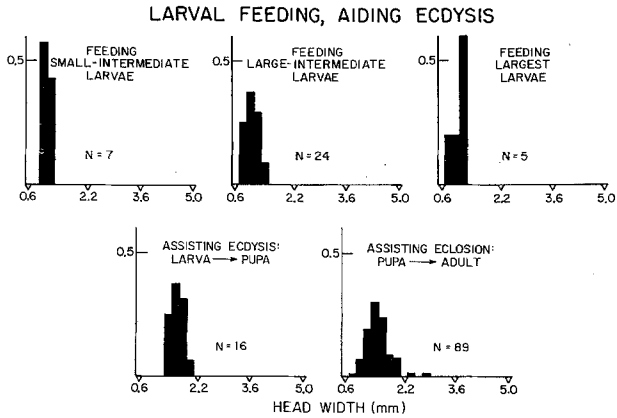 LARVAL FEEDING, AIDING ECDYSIS
FEEDING
SMALL-INTERMEDIATE
LARVAE
0.5
N = 7
0.6 2.2 3.6 5.0
FEEDING
LARGE-INTERMEDIATE
LARVAE
0.5
N = 24
0.6 2.2 3.6 5.0
FEEDING
LARGEST
LARVAE
0.5
N = 5
0.6 2.2 3.6 5.0
ASSISTING ECDYSIS:
LARVA → PUPA
0.5
N = 16
0.6 2.2 3.6 5.0
ASSISTING ECLOSION:
PUPA → ADULT
0.5
N = 89
0.6 2.2 3.6 5.0
HEAD WIDTH (mm)